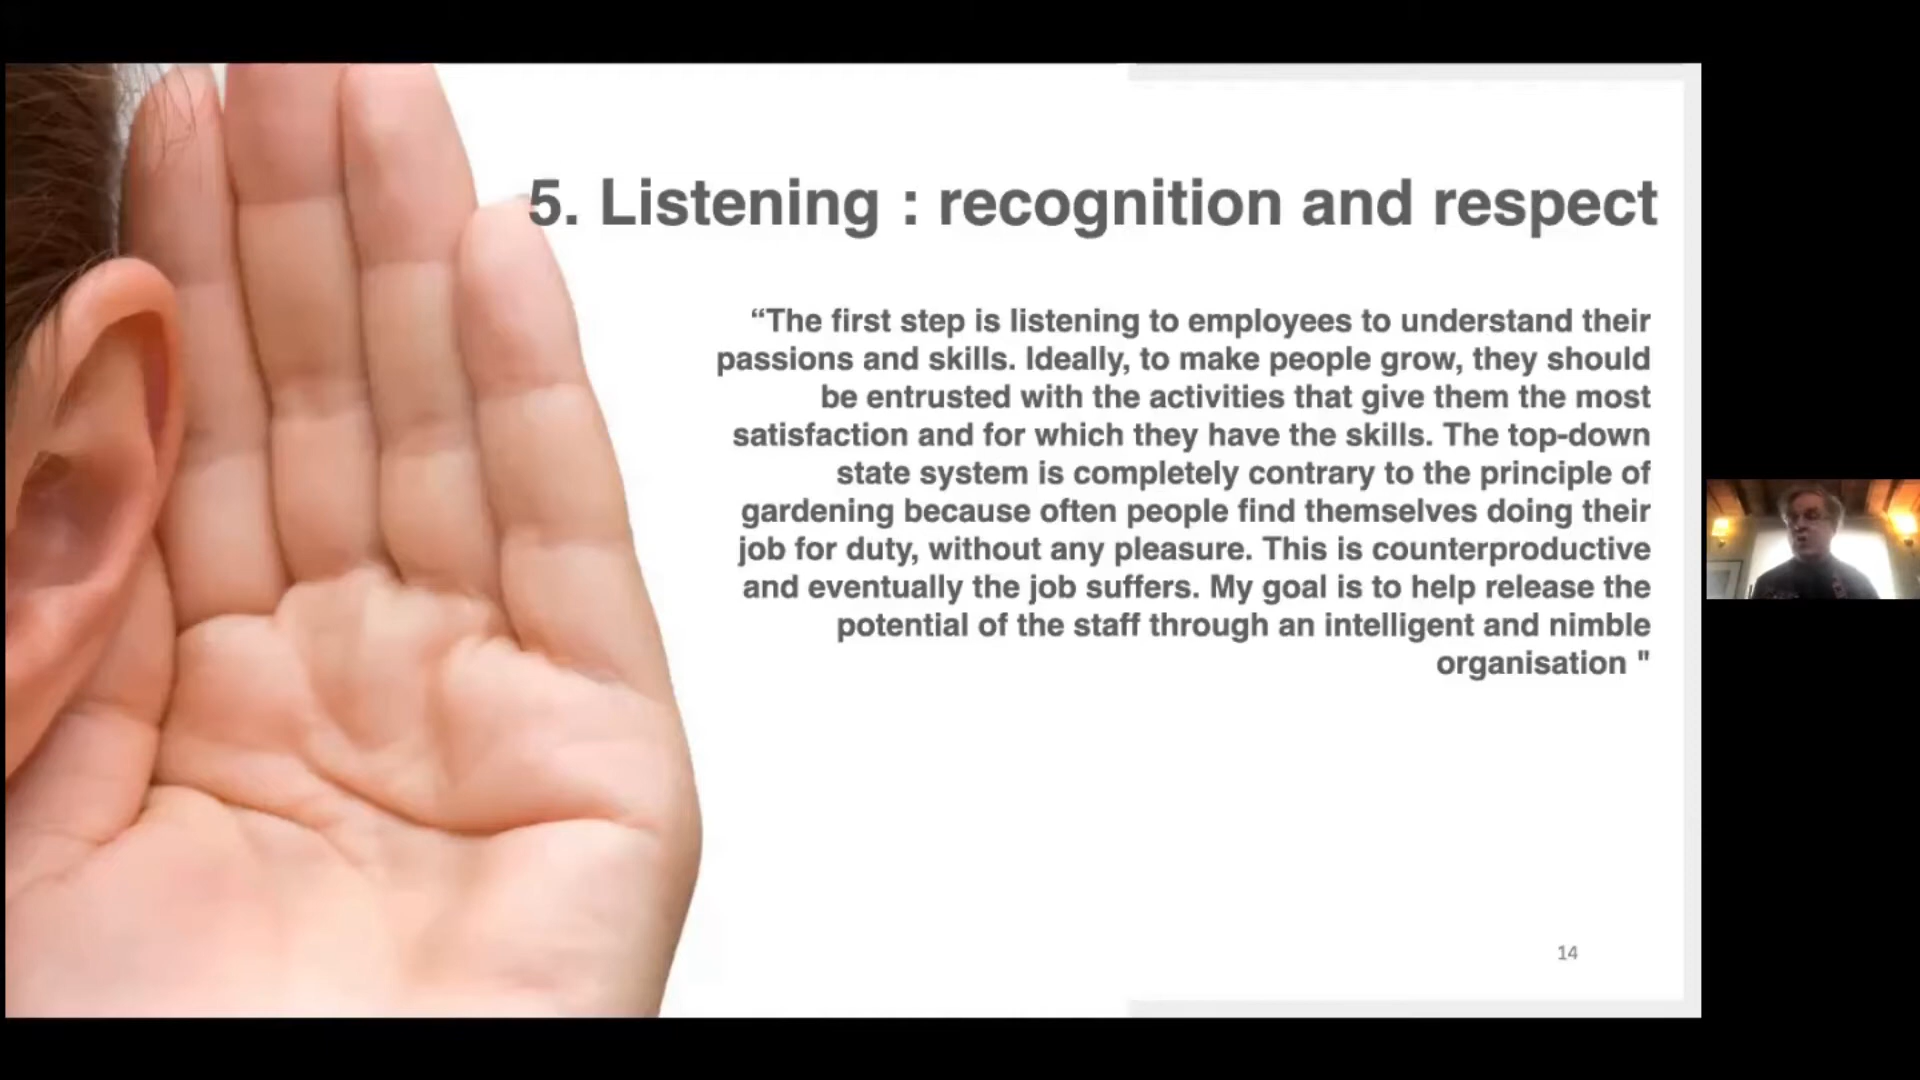 5. Listening : recognition and respect
“The first step is listening to employees to understand their
passions and skills. Ideally, to make people grow, they should
be entrusted with the activities that give them the most
satisfaction and for which they have the skills. The top-down
state system is completely contrary to the principle of
gardening because often people find themselves doing their
job for duty, without any pleasure. This is counterproductive
and eventually the job suffers. My goal is to help release the
potential of the staff through an intelligent and nimble
organisation "
14